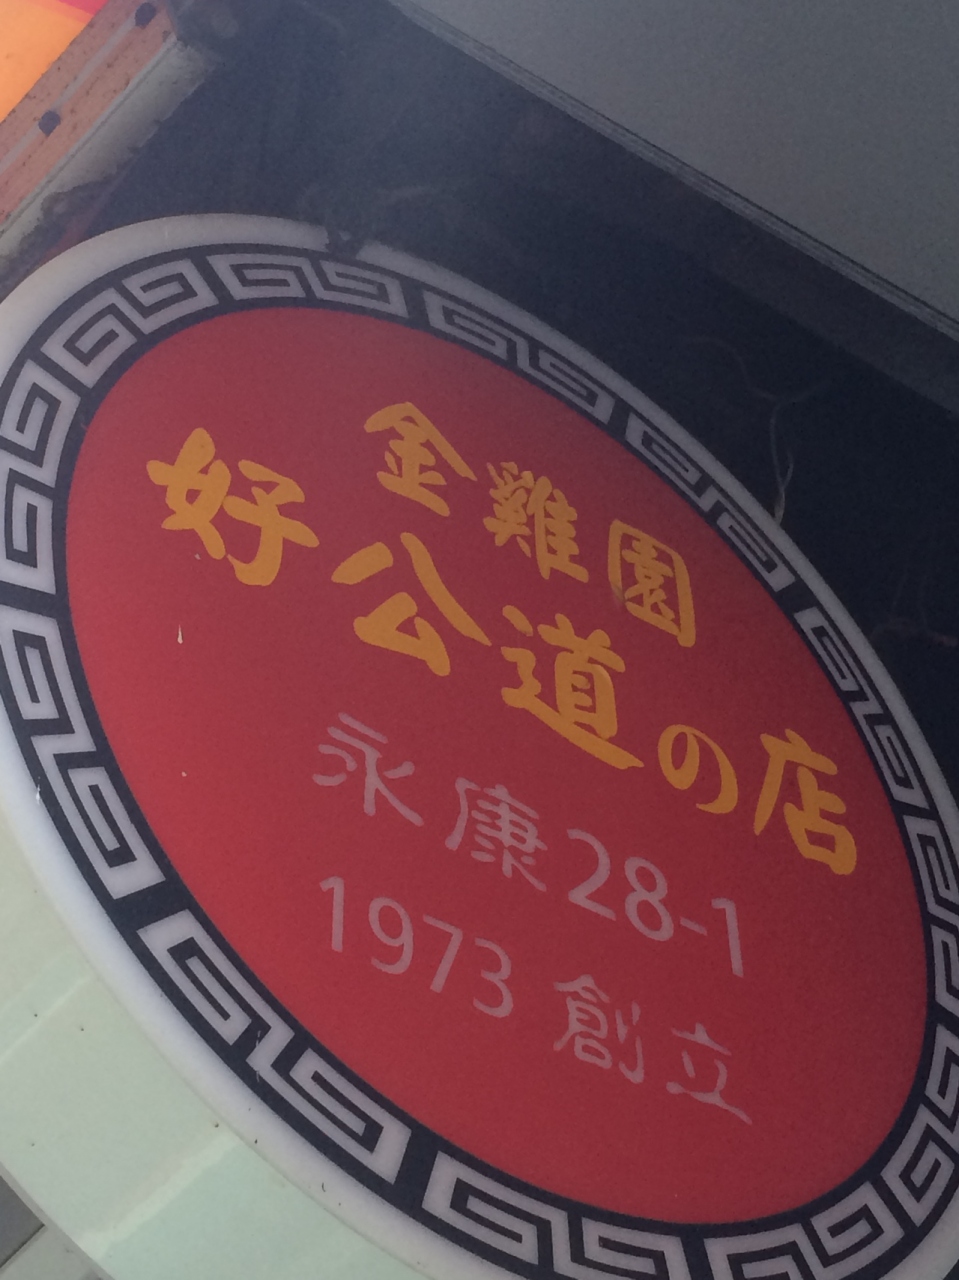 金雞園
好公道の店
永康28-1
1973 創立